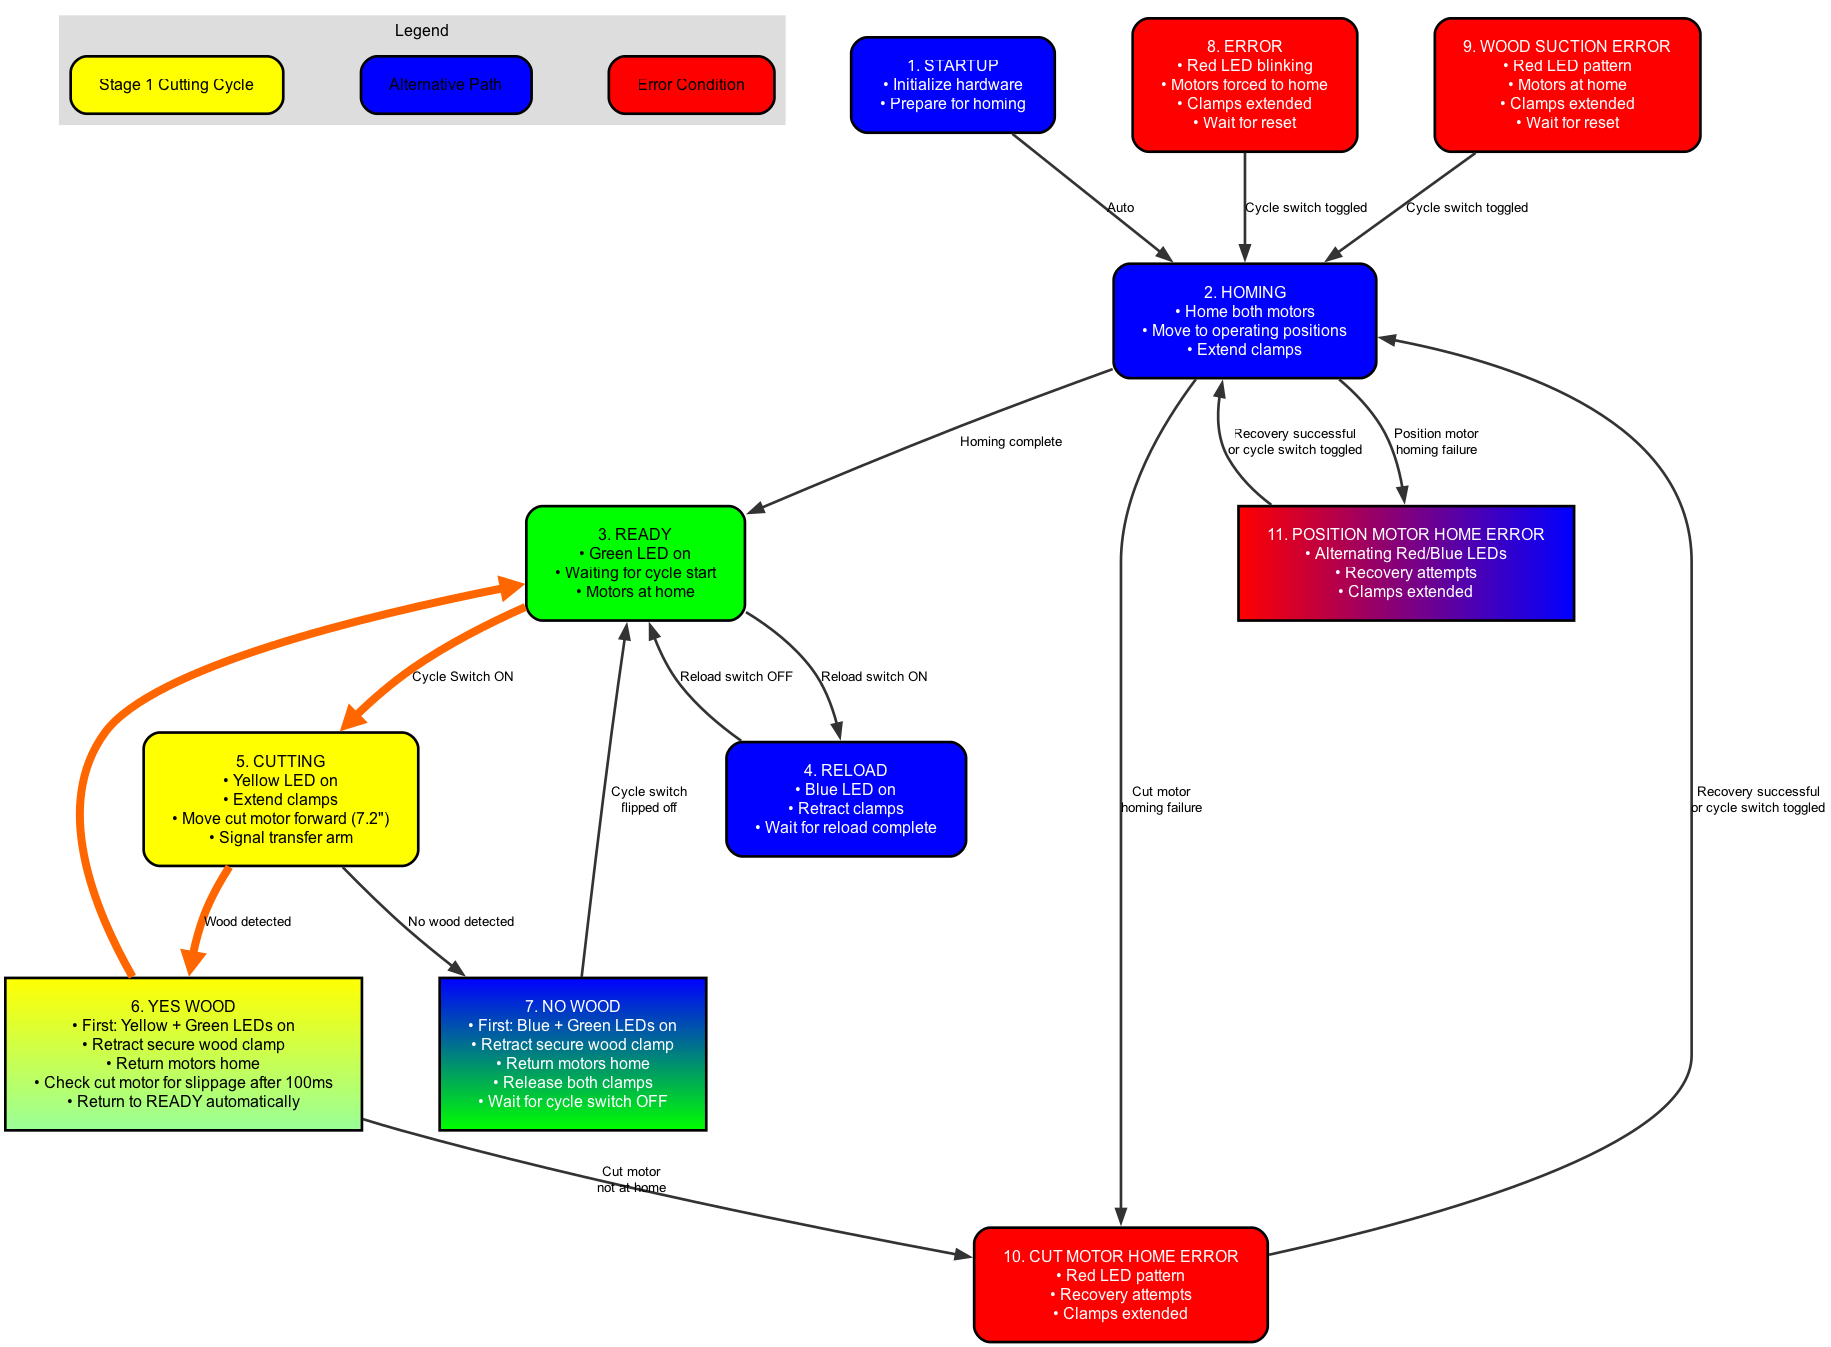 Legend
Stage 1 Cutting Cycle
Alternative Path
Error Condition
1. STARTUP
• Initialize hardware
• Prepare for homing
8. ERROR
• Red LED blinking
• Motors forced to home
• Clamps extended
• Wait for reset
9. WOOD SUCTION ERROR
• Red LED pattern
• Motors at home
• Clamps extended
• Wait for reset
Auto
Cycle switch toggled
Cycle switch toggled
2. HOMING
• Home both motors
• Move to operating positions
• Extend clamps
Homing complete
Recovery successful
or cycle switch toggled
Position motor
homing failure
3. READY
• Green LED on
• Waiting for cycle start
• Motors at home
11. POSITION MOTOR HOME ERROR
• Alternating Red/Blue LEDs
• Recovery attempts
• Clamps extended
Cycle Switch ON
Reload switch OFF
Reload switch ON
5. CUTTING
• Yellow LED on
• Extend clamps
• Move cut motor forward (7.2")
• Signal transfer arm
Cycle switch
flipped off
4. RELOAD
• Blue LED on
• Retract clamps
• Wait for reload complete
Cut motor
homing failure
Recovery successful
or cycle switch toggled
Wood detected
No wood detected
6. YES WOOD
• First: Yellow + Green LEDs on
• Retract secure wood clamp
• Return motors home
• Check cut motor for slippage after 100ms
• Return to READY automatically
7. NO WOOD
• First: Blue + Green LEDs on
• Retract secure wood clamp
• Return motors home
• Release both clamps
• Wait for cycle switch OFF
Cut motor
not at home
10. CUT MOTOR HOME ERROR
• Red LED pattern
• Recovery attempts
• Clamps extended